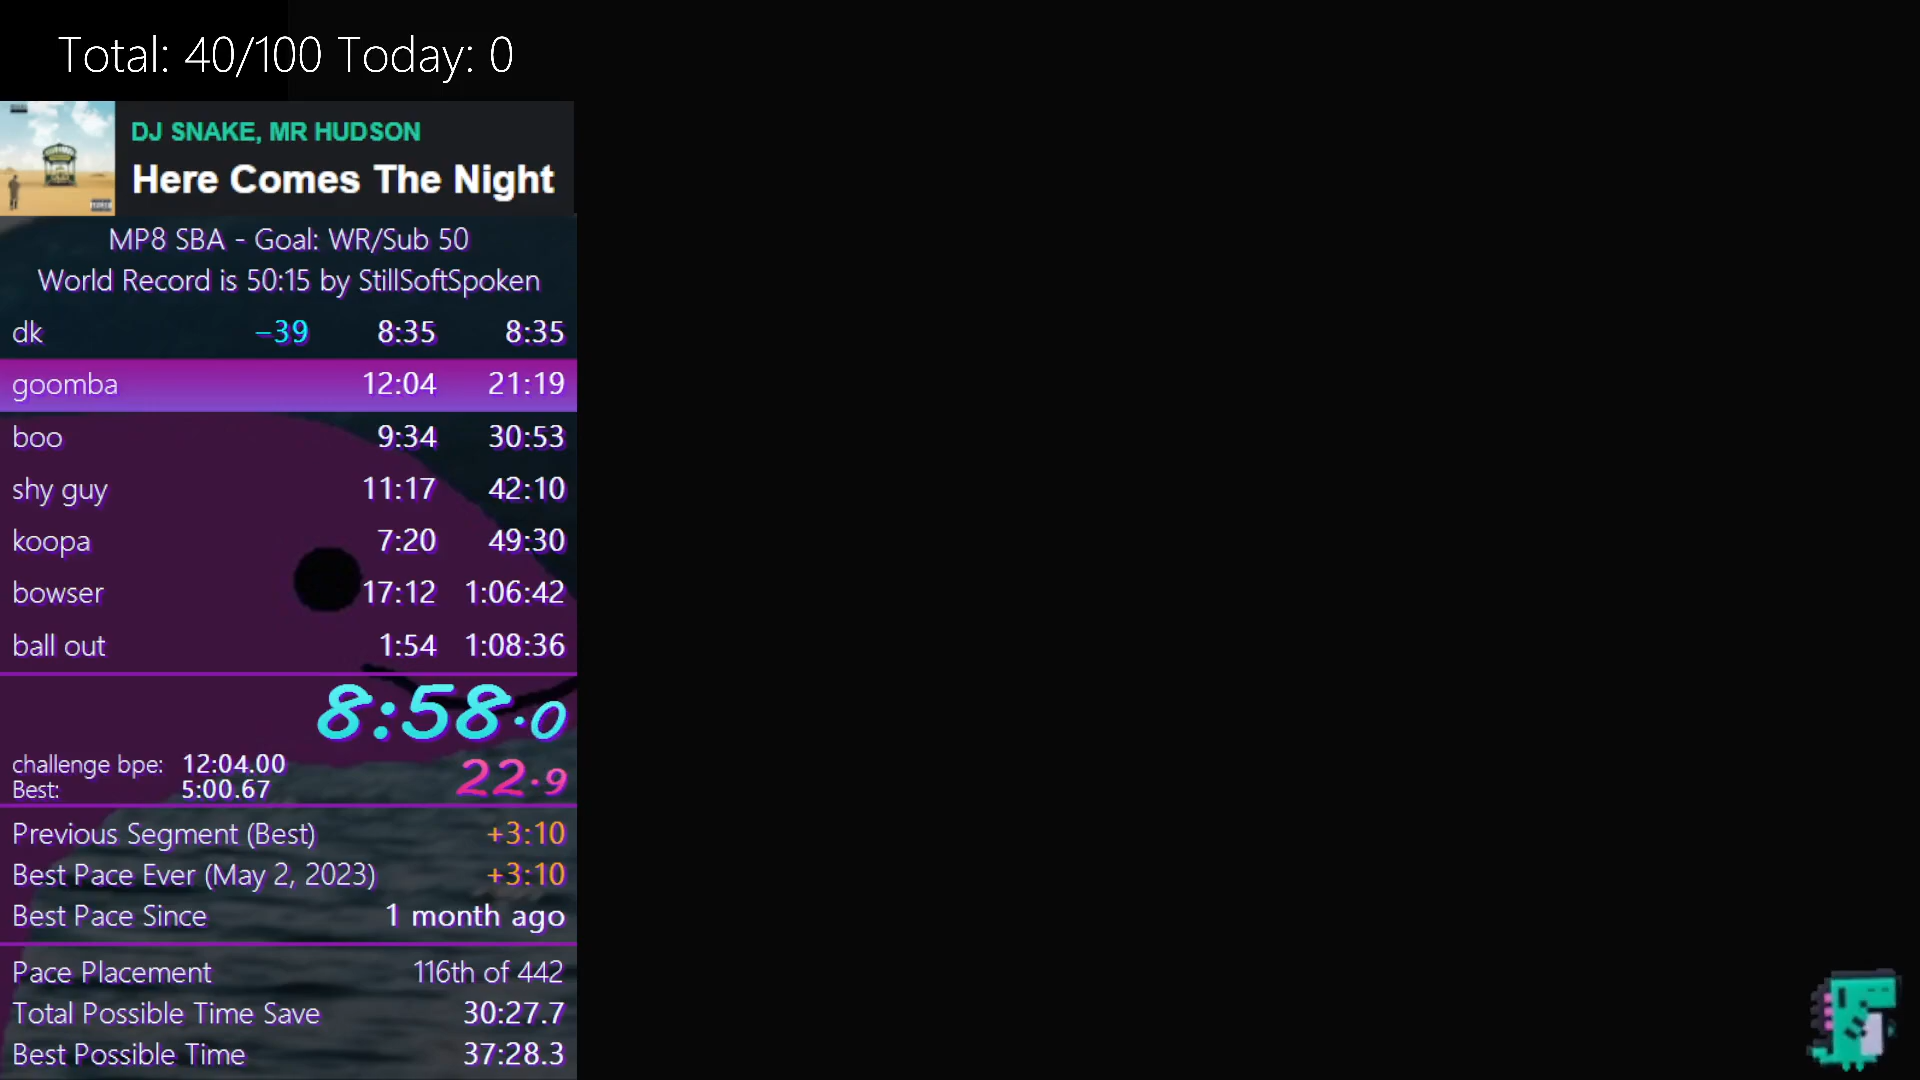 Total: 40/100 Today: 0
DJ SNAKE, MR HUDSON
Here Comes The Night
MP8 SBA - Goal: WR/Sub 50
World Record is 50:15 by StillSoftSpoken
dk −39 8:35 8:35
goomba 12:04 21:19
boo 9:34 30:53
shy guy 11:17 42:10
koopa 7:20 49:30
bowser 17:12 1:06:42
ball out 1:54 1:08:36
8:58.0
challenge bpe: 12:04.00
Best: 5:00.67
22.9
Previous Segment (Best) +3:10
Best Pace Ever (May 2, 2023) +3:10
Best Pace Since 1 month ago
Pace Placement 116th of 442
Total Possible Time Save 30:27.7
Best Possible Time 37:28.3